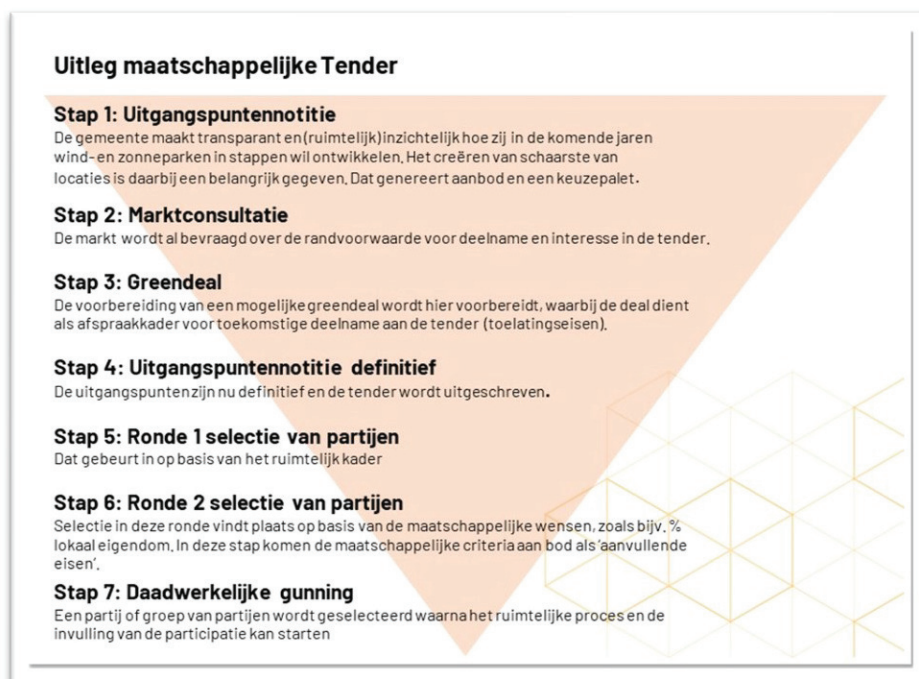 Uitleg maatschappelijke Tender
Stap 1: Uitgangspuntennotitie
De gemeente maakt transparant en (ruimtelijk) inzichtelijk hoe zij in de komende jaren
wind- en zonneparken in stappen wil ontwikkelen. Het creëren van schaarste van
locaties is daarbij een belangrijk gegeven. Dat genereert aanbod en een keuzepalet.
Stap 2: Marktconsultatie
De markt wordt al bevraagd over de randvoorwaarde voor deelname en interesse in de tender.
Stap 3: Greendeal
De voorbereiding van een mogelijke greendeal wordt hier voorbereidt, waarbij de deal dient
als afspraakkader voor toekomstige deelname aan de tender (toelatingseisen).
Stap 4: Uitgangspuntennotitie definitief
De uitgangspunten zijn nu definitief en de tender wordt uitgeschreven.
Stap 5: Ronde 1 selectie van partijen
Dat gebeurt in op basis van het ruimtelijk kader
Stap 6: Ronde 2 selectie van partijen
Selectie in deze ronde vindt plaats op basis van de maatschappelijke wensen, zoals bijv. %
lokaal eigendom. In deze stap komen de maatschappelijke criteria aan bod als 'aanvullende
eisen'.
Stap 7: Daadwerkelijke gunning
Een partij of groep van partijen wordt geselecteerd waarna het ruimtelijke proces en de
invulling van de participatie kan starten